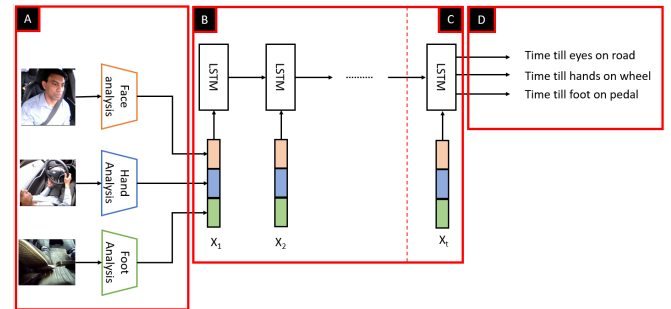 A
B
C
D
Face
analysis
Hand
Analysis
Foot
Analysis
LSTM
LSTM
..........
LSTM
X1
X2
Xt
Time till eyes on road
Time till hands on wheel
Time till foot on pedal